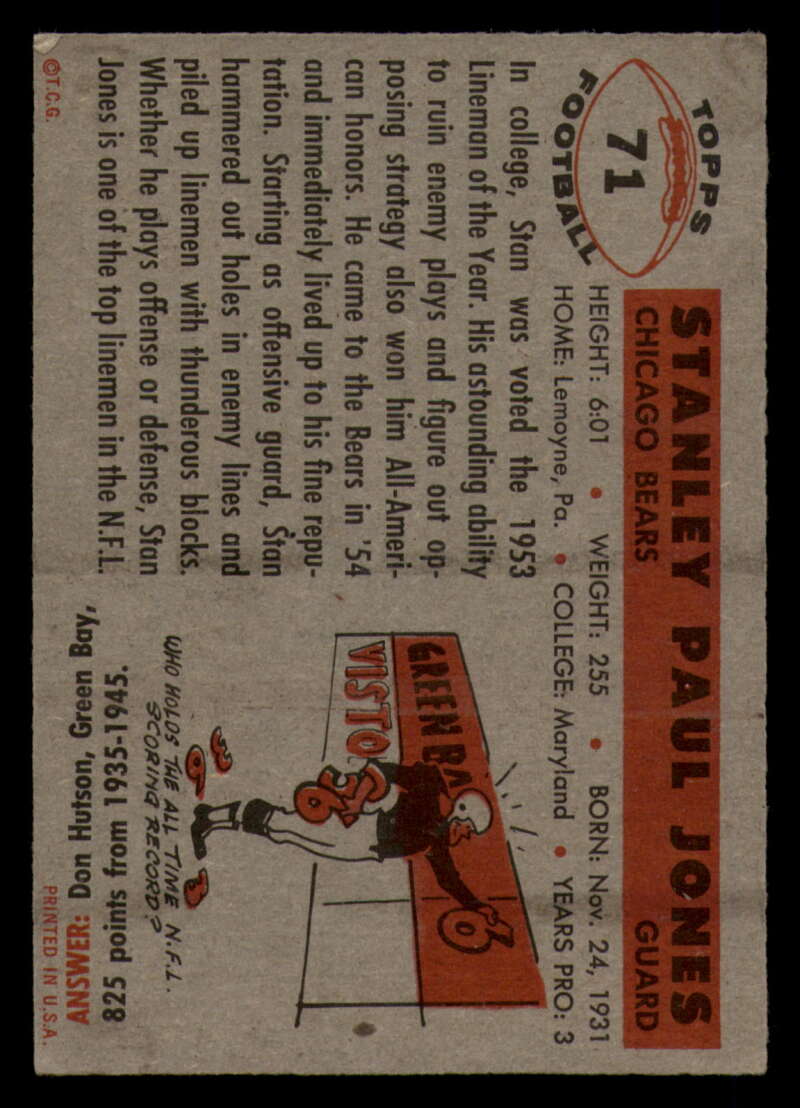 TOPPS
71
FOOTBALL
STANLEY PAUL JONES
CHICAGO BEARS GUARD
HEIGHT: 6:01 • WEIGHT: 255 • BORN: Nov. 24, 1931
HOME: Lemoyne, Pa. • COLLEGE: Maryland • YEARS PRO: 3
In college, Stan was voted the 1953
Lineman of the Year. His astounding ability
to ruin enemy plays and figure out op-
posing strategy also won him All-Ameri-
can honors. He came to the Bears in '54
and immediately lived up to his fine repu-
tation. Starting as offensive guard, Stan
hammered out holes in enemy lines and
piled up linemen with thunderous blocks.
Whether he plays offense or defense, Stan
Jones is one of the top linemen in the N.F.L.
©T.C.G.
GREEN BA
6
VISTO
3
6
3
WHO HOLDS THE ALL TIME N.F.L.
SCORING RECORD?
ANSWER: Don Hutson, Green Bay,
825 points from 1935-1945.
PRINTED IN U.S.A.